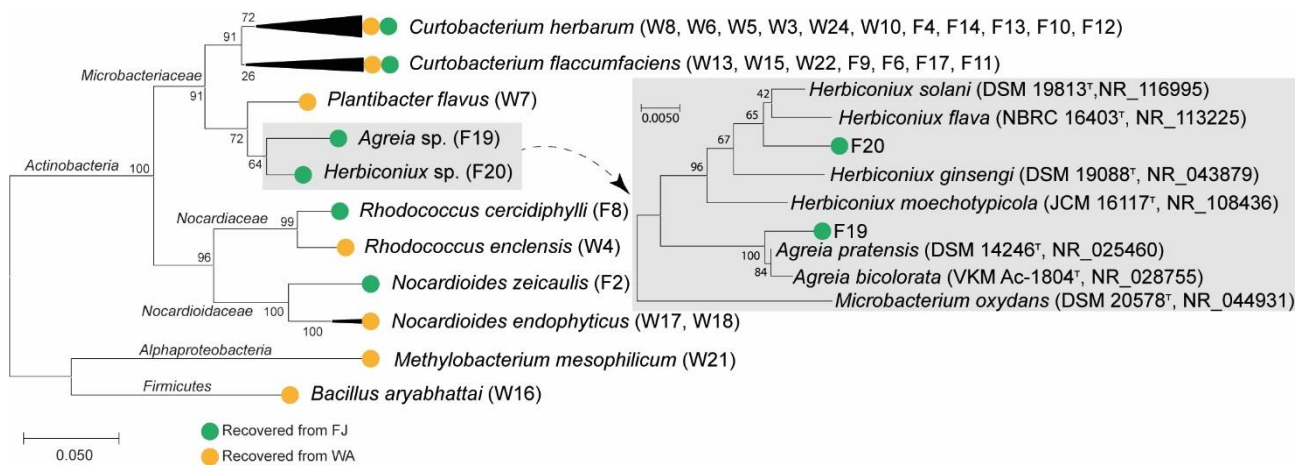 72
Curtobacterium herbarum (W8, W6, W5, W3, W24, W10, F4, F14, F13, F10, F12)
91
Curtobacterium flaccumfaciens (W13, W15, W22, F9, F6, F17, F11)
26
Microbacteriaceae
91
Plantibacter flavus (W7)
72
Agreia sp. (F19)
64
Herbiconiux sp. (F20)
Actinobacteria
100
Nocardiaceae
99
Rhodococcus cercidiphylli (F8)
Rhodococcus enclensis (W4)
96
Nocardioides zeicaulis (F2)
Nocardioidaceae
100
100
Nocardioides endophyticus (W17, W18)
Alphaproteobacteria
Methylobacterium mesophilicum (W21)
Firmicutes
Bacillus aryabhattai (W16)
0.050
Recovered from FJ
Recovered from WA
0.0050
42
Herbiconiux solani (DSM 19813ᵀ,NR_116995)
65
Herbiconiux flava (NBRC 16403ᵀ, NR_113225)
F20
67
Herbiconiux ginsengi (DSM 19088ᵀ, NR_043879)
96
Herbiconiux moechotypicola (JCM 16117ᵀ, NR_108436)
F19
100
Agreia pratensis (DSM 14246ᵀ, NR_025460)
84
Agreia bicolorata (VKM Ac-1804ᵀ, NR_028755)
Microbacterium oxydans (DSM 20578ᵀ, NR_044931)